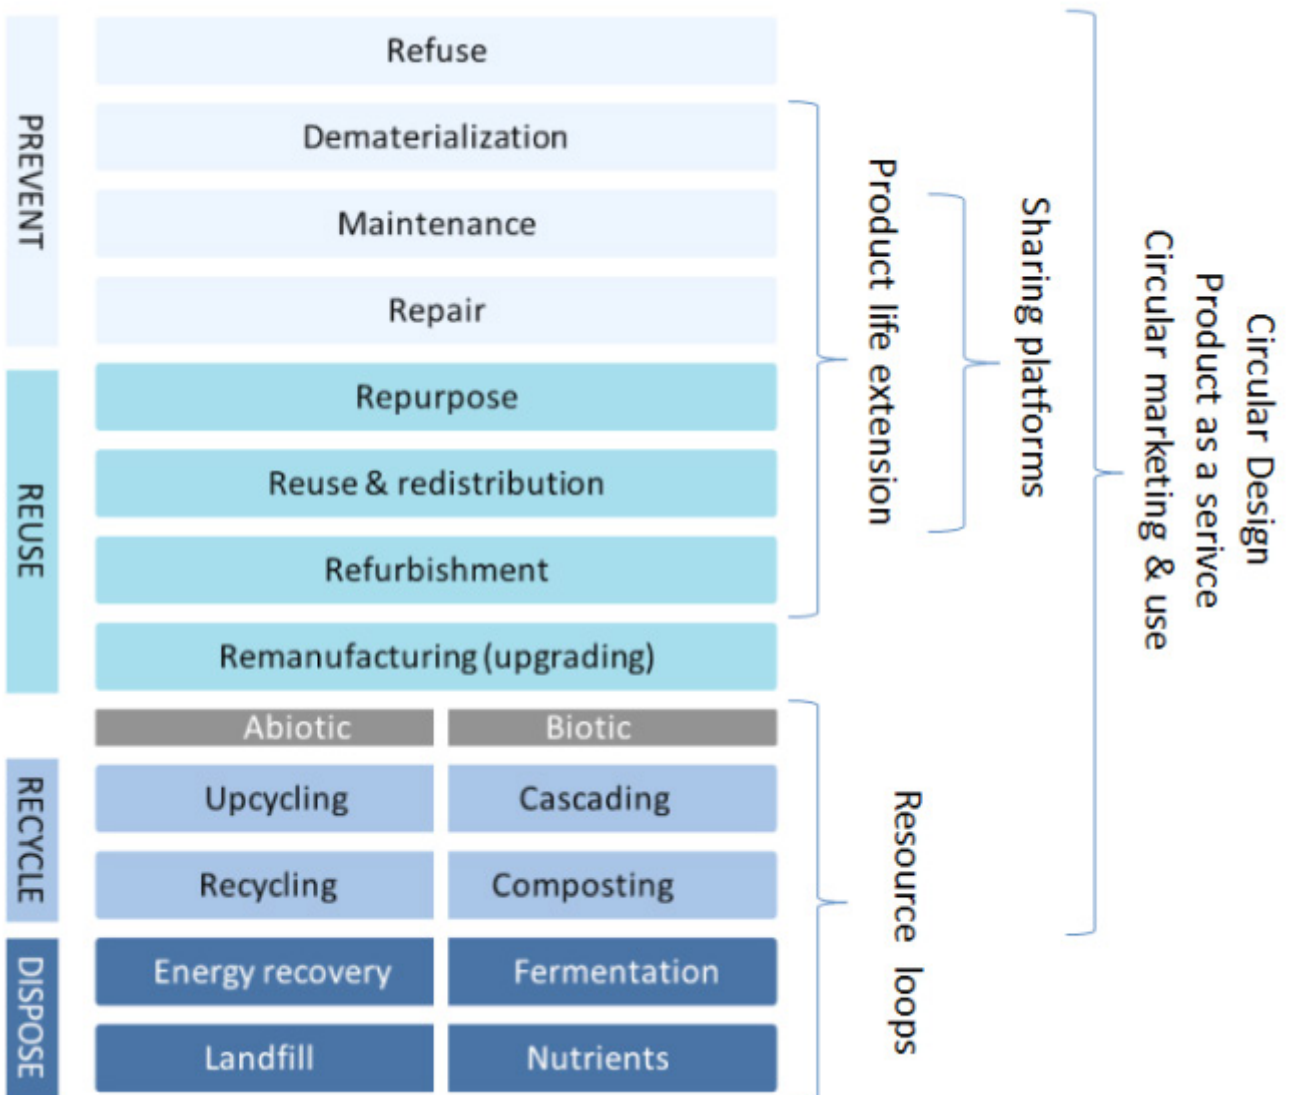 PREVENT
Refuse
Dematerialization
Maintenance
Repair
REUSE
Repurpose
Reuse & redistribution
Refurbishment
Remanufacturing (upgrading)
Abiotic
Biotic
RECYCLE
Upcycling
Cascading
Recycling
Composting
DISPOSE
Energy recovery
Fermentation
Landfill
Nutrients
Product life extension
Sharing platforms
Resource loops
Circular Design
Product as a serivce
Circular marketing & use